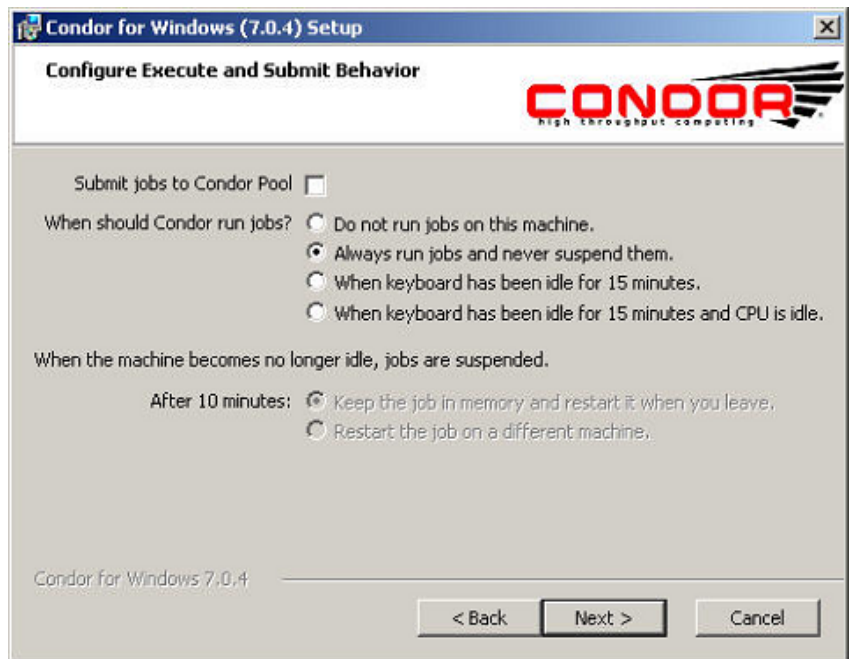 Condor for Windows (7.0.4) Setup
Configure Execute and Submit Behavior
CONDOR
high throughput computing
Submit jobs to Condor Pool
When should Condor run jobs? Do not run jobs on this machine.
Always run jobs and never suspend them.
When keyboard has been idle for 15 minutes.
When keyboard has been idle for 15 minutes and CPU is idle.
When the machine becomes no longer idle, jobs are suspended.
After 10 minutes: Keep the job in memory and restart it when you leave.
Restart the job on a different machine.
Condor for Windows 7.0.4
< Back Next > Cancel